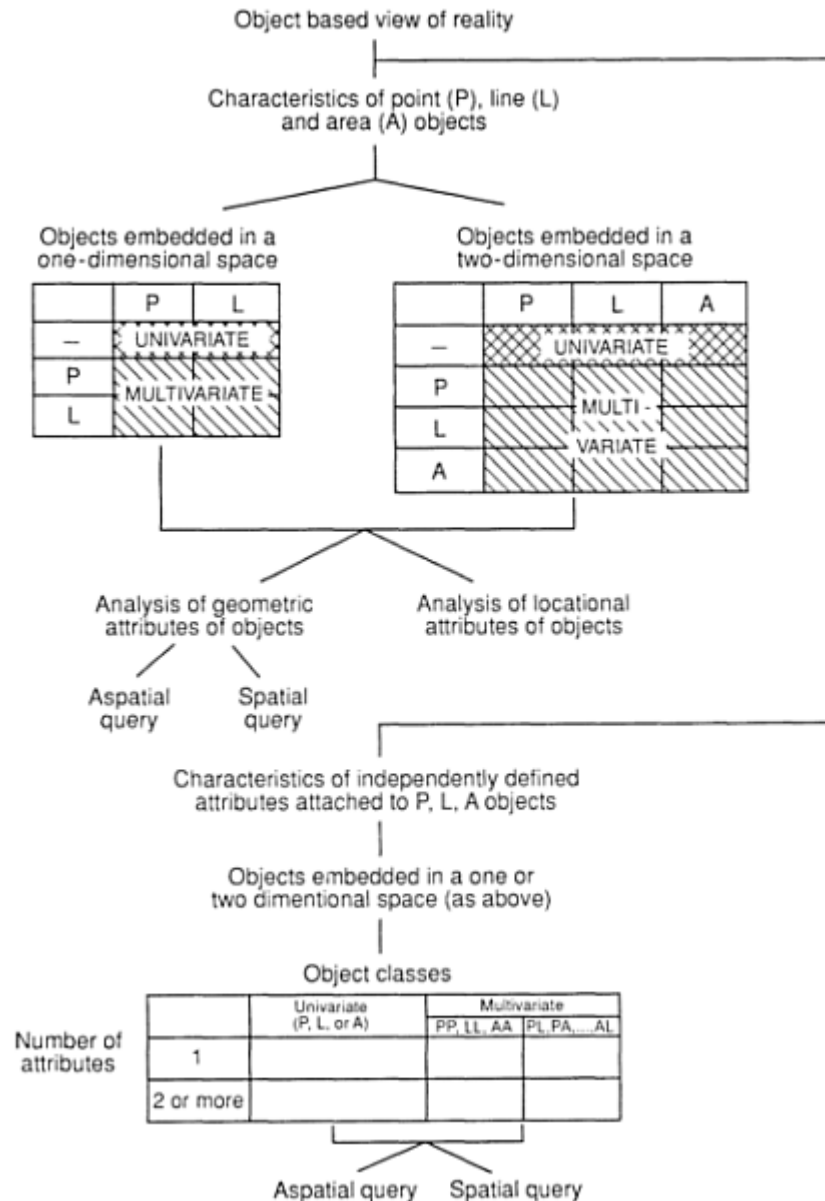 Object based view of reality
Characteristics of point (P), line (L)
and area (A) objects
Objects embedded in a
one-dimensional space
P L
– UNIVARIATE
P
MULTIVARIATE
L
Objects embedded in a
two-dimensional space
P L A
– UNIVARIATE
P
MULTI -
L
VARIATE
A
Analysis of geometric
attributes of objects
Analysis of locational
attributes of objects
Aspatial
query
Spatial
query
Characteristics of independently defined
attributes attached to P, L, A objects
Objects embedded in a one or
two dimentional space (as above)
Object classes
Univariate
(P, L, or A)
Multivariate
PP, LL, AA PL, PA,....AL
Number of
attributes
1
2 or more
Aspatial query Spatial query